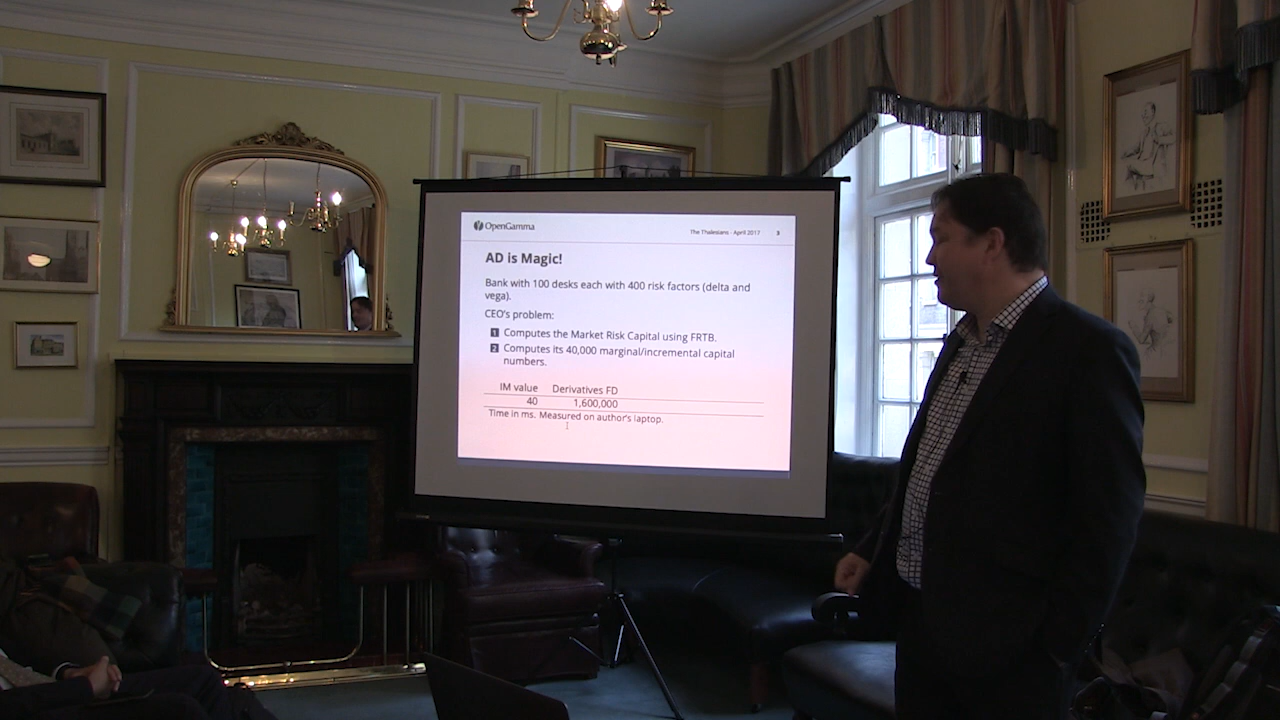 OpenGamma
The Thalesians - April 2017 3
AD is Magic!
Bank with 100 desks each with 400 risk factors (delta and
vega).
CEO's problem:
1 Computes the Market Risk Capital using FRTB.
2 Computes its 40,000 marginal/incremental capital
numbers.
IM value Derivatives FD
40 1,600,000
Time in ms. Measured on author's laptop.